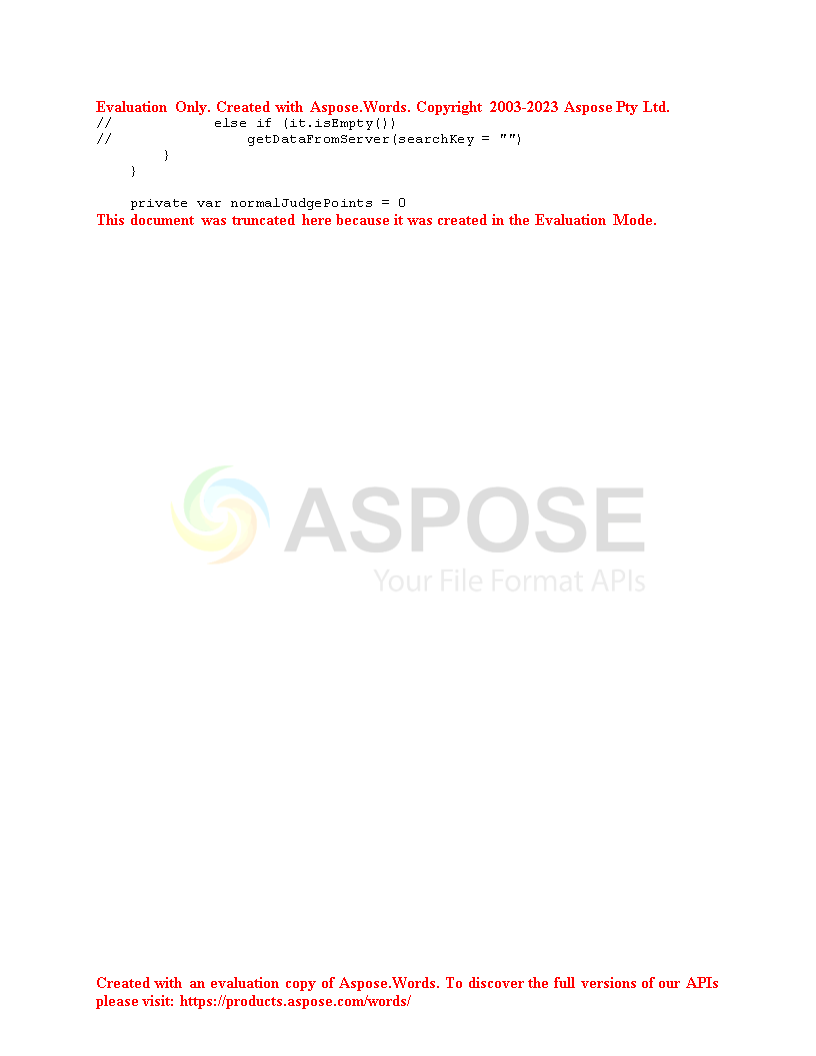 Evaluation Only. Created with Aspose.Words. Copyright 2003-2023 Aspose Pty Ltd.
//            else if (it.isEmpty())
//                getDataFromServer(searchKey = "")
        }
    }
    private var normalJudgePoints = 0
This document was truncated here because it was created in the Evaluation Mode.
ASPOSE
Your File Format APIs
Created with an evaluation copy of Aspose.Words. To discover the full versions of our APIs
please visit: https://products.aspose.com/words/